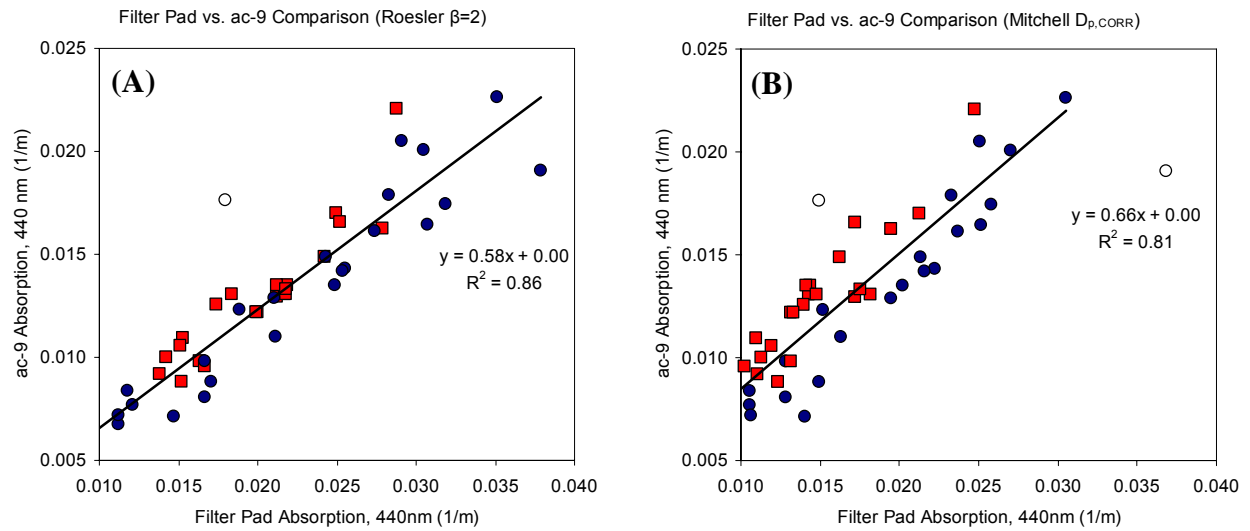 Filter Pad vs. ac-9 Comparison (Roesler β=2)
(A)
0.025
0.020
0.015
0.010
0.005
ac-9 Absorption, 440 nm (1/m)
y = 0.58x + 0.00
R² = 0.86
0.010 0.015 0.020 0.025 0.030 0.035 0.040
Filter Pad Absorption, 440nm (1/m)
Filter Pad vs. ac-9 Comparison (Mitchell Dp,CORR)
(B)
0.025
0.020
0.015
0.010
0.005
ac-9 Absorption, 440 nm (1/m)
y = 0.66x + 0.00
R² = 0.81
0.010 0.015 0.020 0.025 0.030 0.035 0.040
Filter Pad Absorption, 440nm (1/m)